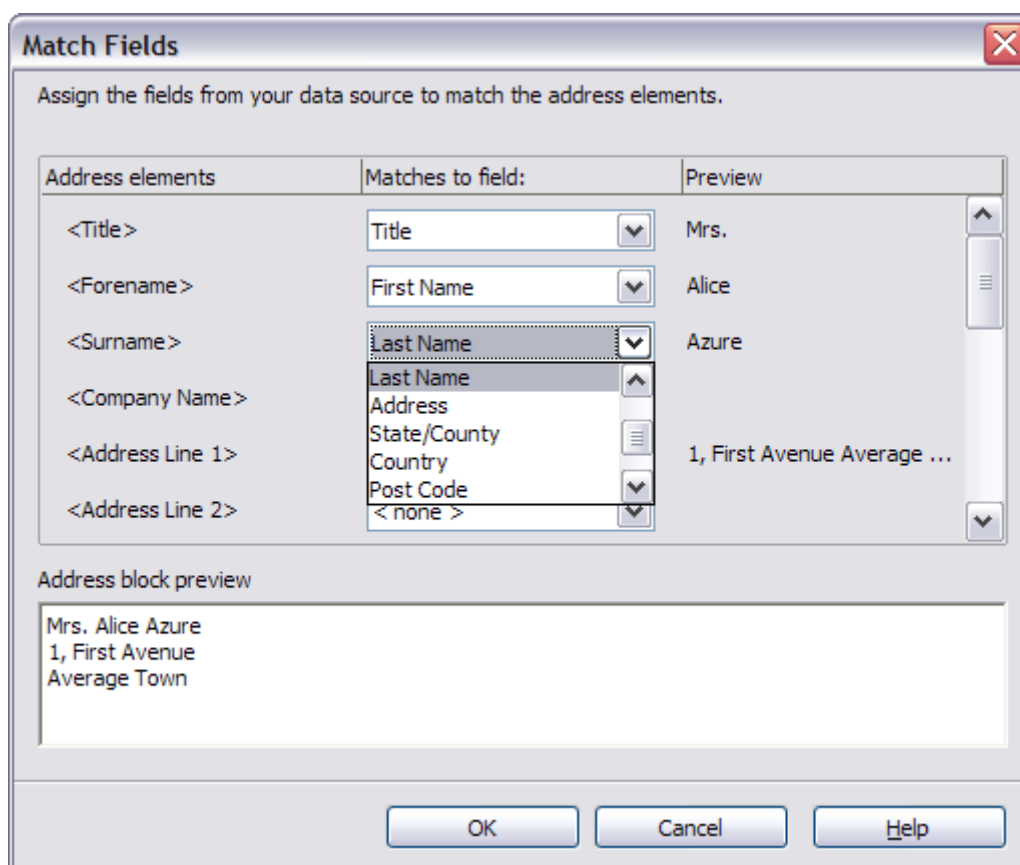 Match Fields
Assign the fields from your data source to match the address elements.
Address elements Matches to field: Preview
<Title> Title Mrs.
<Forename> First Name Alice
<Surname> Last Name Azure
Last Name
<Company Name> Address
State/County
<Address Line 1> Country 1, First Avenue Average ...
Post Code
<Address Line 2> < none >
Address block preview
Mrs. Alice Azure
1, First Avenue
Average Town
OK Cancel Help